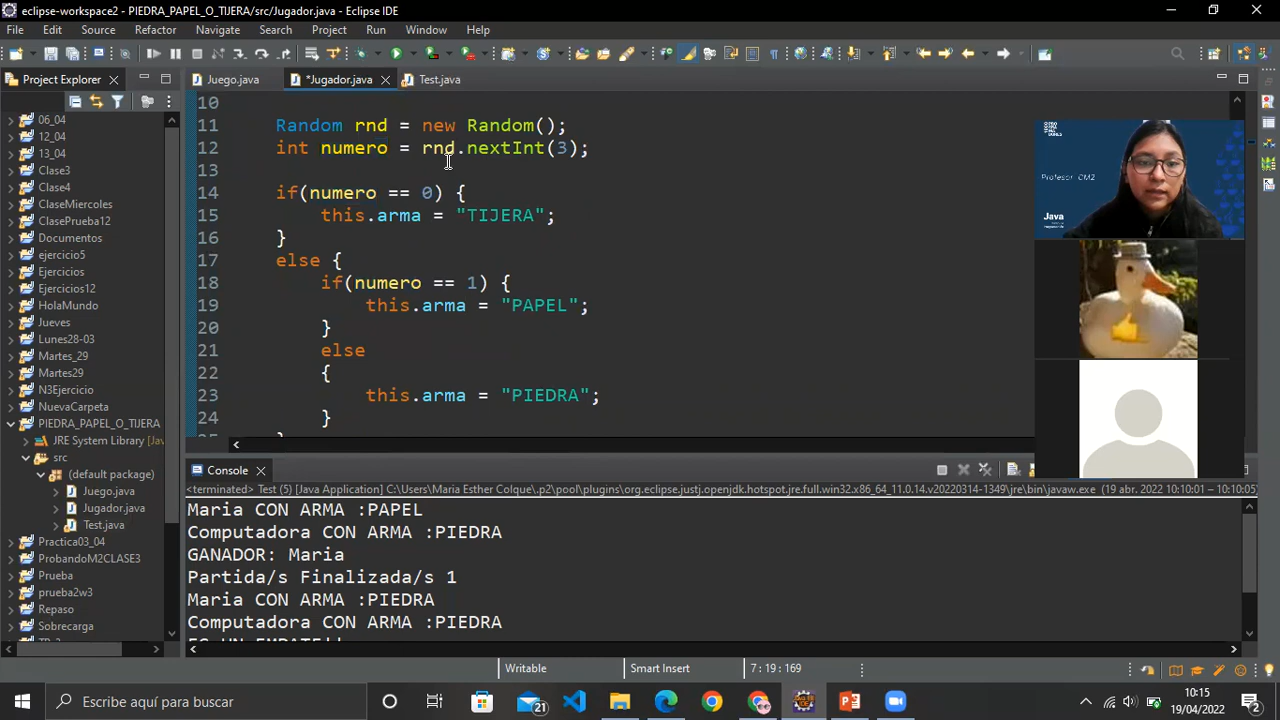 eclipse-workspace2 - PIEDRA_PAPEL_O_TIJERA/src/Jugador.java - Eclipse IDE
File Edit Source Refactor Navigate Search Project Run Window Help
Project Explorer
Juego.java
*Jugador.java
Test.java
06_04
12_04
13_04
Clase3
Clase4
ClaseMiercoles
ClasePrueba12
Documentos
ejercicio5
Ejercicios
Ejercicios12
HolaMundo
Jueves
Lunes28-03
Martes_29
Martes29
N3Ejercicio
NuevaCarpeta
PIEDRA_PAPEL_O_TIJERA
JRE System Library [Jav
src
(default package)
Juego.java
Jugador.java
Test.java
Practica03_04
ProbandoM2CLASE3
Prueba
prueba2w3
Repaso
Sobrecarga
10
11 Random rnd = new Random();
12 int numero = rnd.nextInt(3);
13
14 if(numero == 0) {
15 this.arma = "TIJERA";
16 }
17 else {
18 if(numero == 1) {
19 this.arma = "PAPEL";
20 }
21 else
22 {
23 this.arma = "PIEDRA";
24 }
Profesor CM2
Java
Console
<terminated> Test (5) [Java Application] C:\Users\Maria Esther Colque\.p2\pool\plugins\org.eclipse.justj.openjdk.hotspot.jre.full.win32.x86_64_11.0.14.v20220314-1349\jre\bin\javaw.exe (19 abr. 2022 10:10:01 – 10:10:05)
Maria CON ARMA :PAPEL
Computadora CON ARMA :PIEDRA
GANADOR: Maria
Partida/s Finalizada/s 1
Maria CON ARMA :PIEDRA
Computadora CON ARMA :PIEDRA
Writable
Smart Insert
7 : 19 : 169
Escribe aquí para buscar
21
10:15
19/04/2022
2